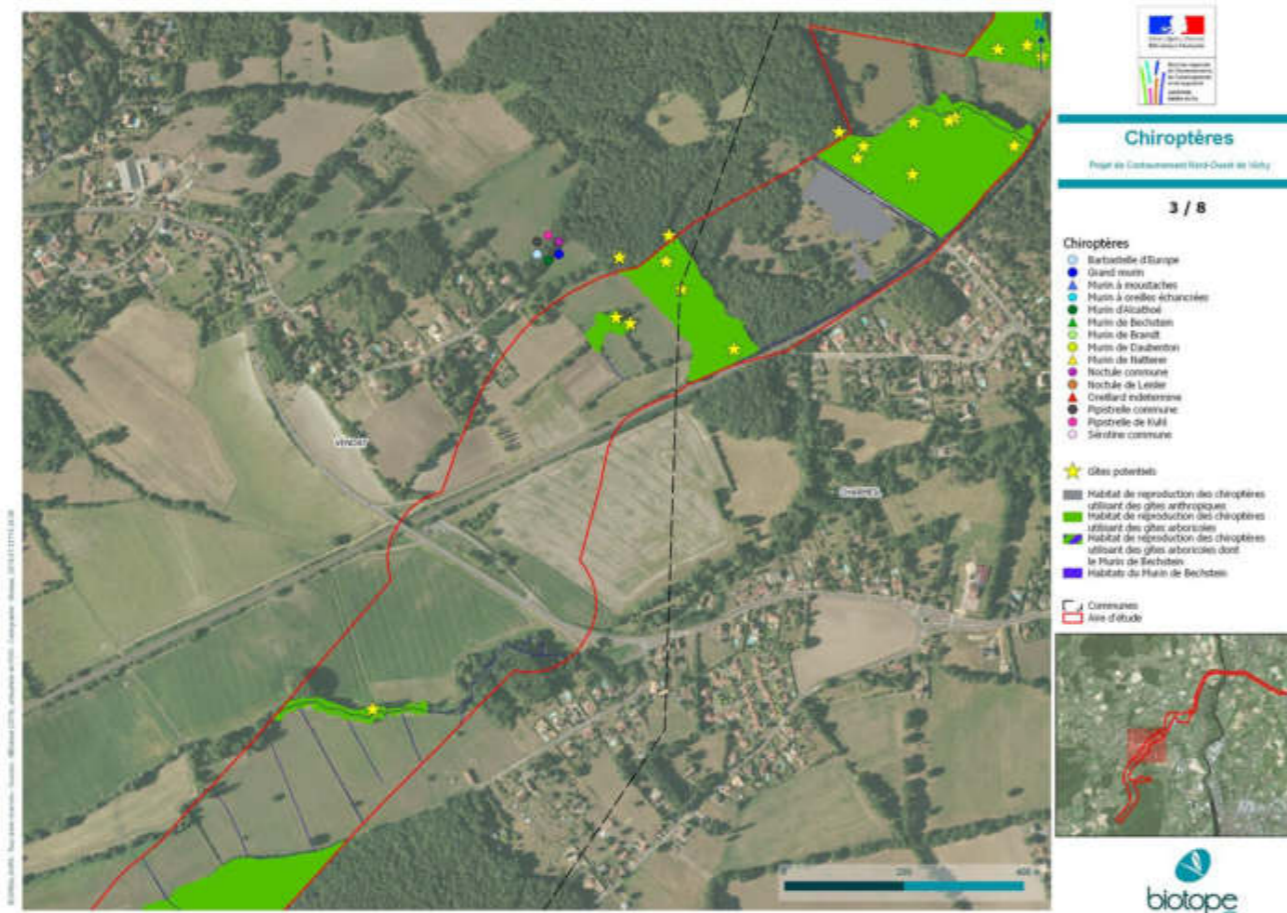 VENDAT
CHARMEIL
N
0
200
400 m
Chiroptères
Projet de Contournement Nord-Ouest de Vichy
3 / 8
Chiroptères
Barbastelle d'Europe
Grand murin
Murin à moustaches
Murin à oreilles échancrées
Murin d'Alcathoé
Murin de Bechstein
Murin de Brandt
Murin de Daubenton
Murin de Natterer
Noctule commune
Noctule de Leisler
Oreillard indetermine
Pipistrelle commune
Pipistrelle de Kuhl
Sérotine commune
Gîtes potentiels
Habitat de reproduction des chiroptères
utilisant des gîtes anthropiques
Habitat de reproduction des chiroptères
utilisant des gîtes arboricoles
Habitat de reproduction des chiroptères
utilisant des gîtes arboricoles dont
le Murin de Bechstein
Habitats du Murin de Bechstein
Communes
Aire d'étude
biotope